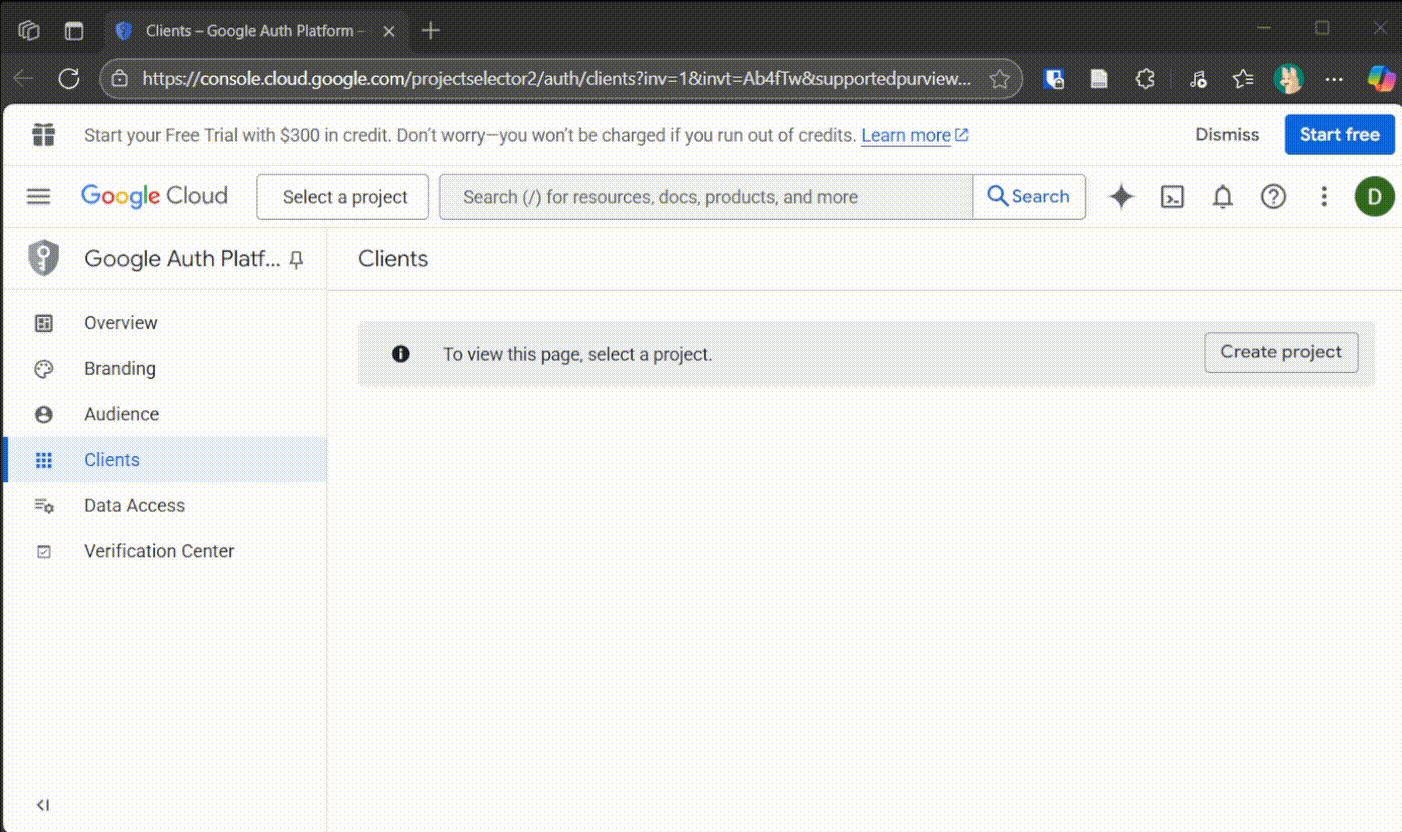 Clients – Google Auth Platform –
https://console.cloud.google.com/projectselector2/auth/clients?inv=1&invt=Ab4fTw&supportedpurview...
Start your Free Trial with $300 in credit. Don't worry—you won't be charged if you run out of credits. Learn more
Dismiss
Start free
Google Cloud
Select a project
Search (/) for resources, docs, products, and more
Search
D
Google Auth Platf...
Clients
Overview
Branding
Audience
Clients
Data Access
Verification Center
To view this page, select a project.
Create project